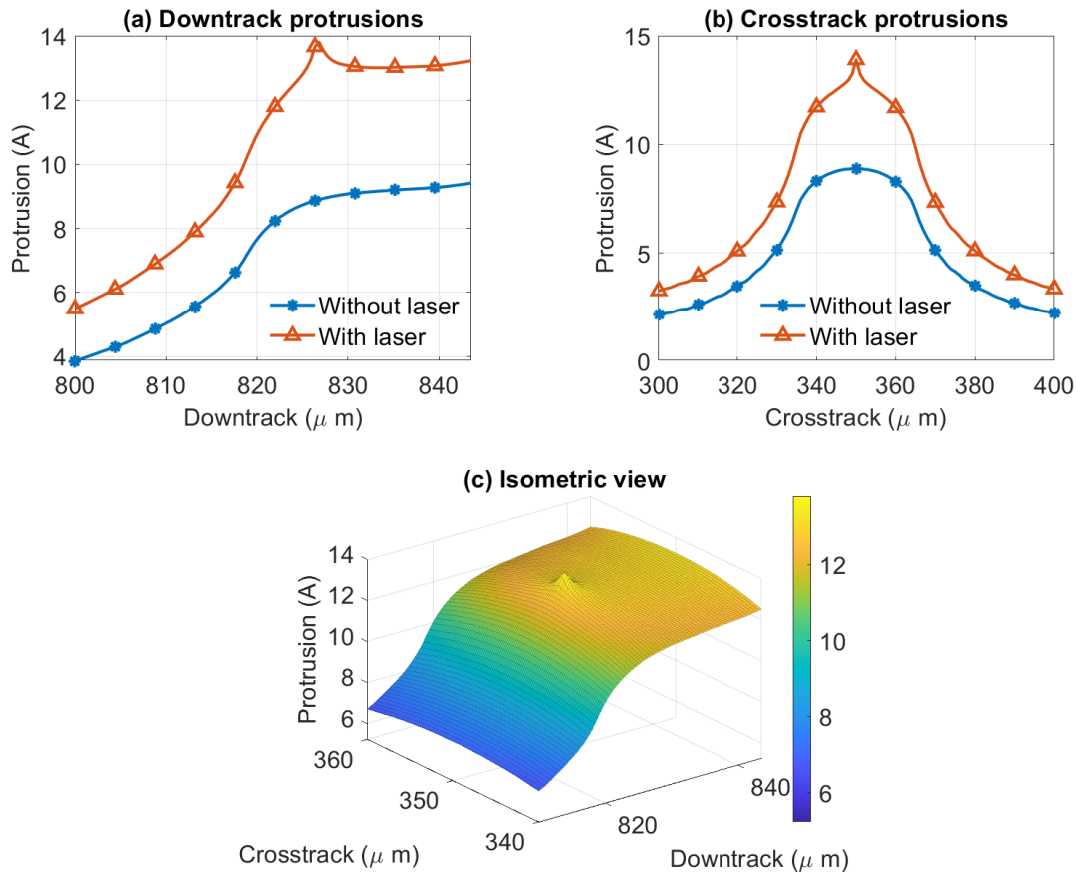 (a) Downtrack protrusions
14
12
10
8
6
4
Protrusion (A)
Without laser
With laser
800 810 820 830 840
Downtrack (μ m)
(b) Crosstrack protrusions
15
10
5
0
Protrusion (A)
Without laser
With laser
300 320 340 360 380 400
Crosstrack (μ m)
(c) Isometric view
14
12
10
8
6
Protrusion (A)
360
350
340
Crosstrack (μ m)
820
840
Downtrack (μ m)
12
10
8
6